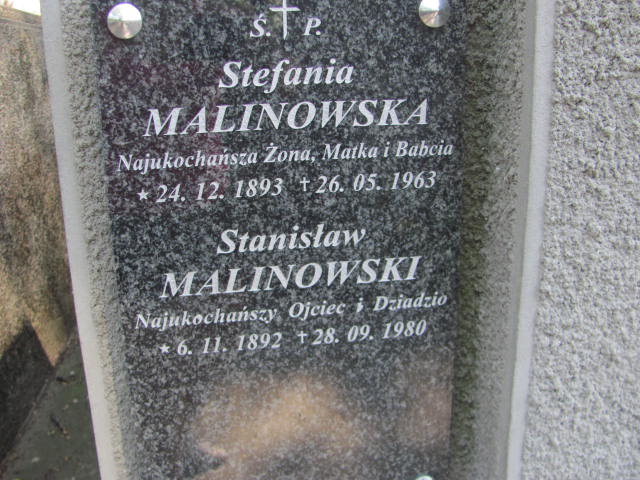 Ś. † P.
Stefania
MALINOWSKA
Najukochańsza Żona, Matka i Babcia
★ 24. 12. 1893 † 26. 05. 1963
Stanisław
MALINOWSKI
Najukochańszy Ojciec i Dziadzio
★ 6. 11. 1892 † 28. 09. 1980